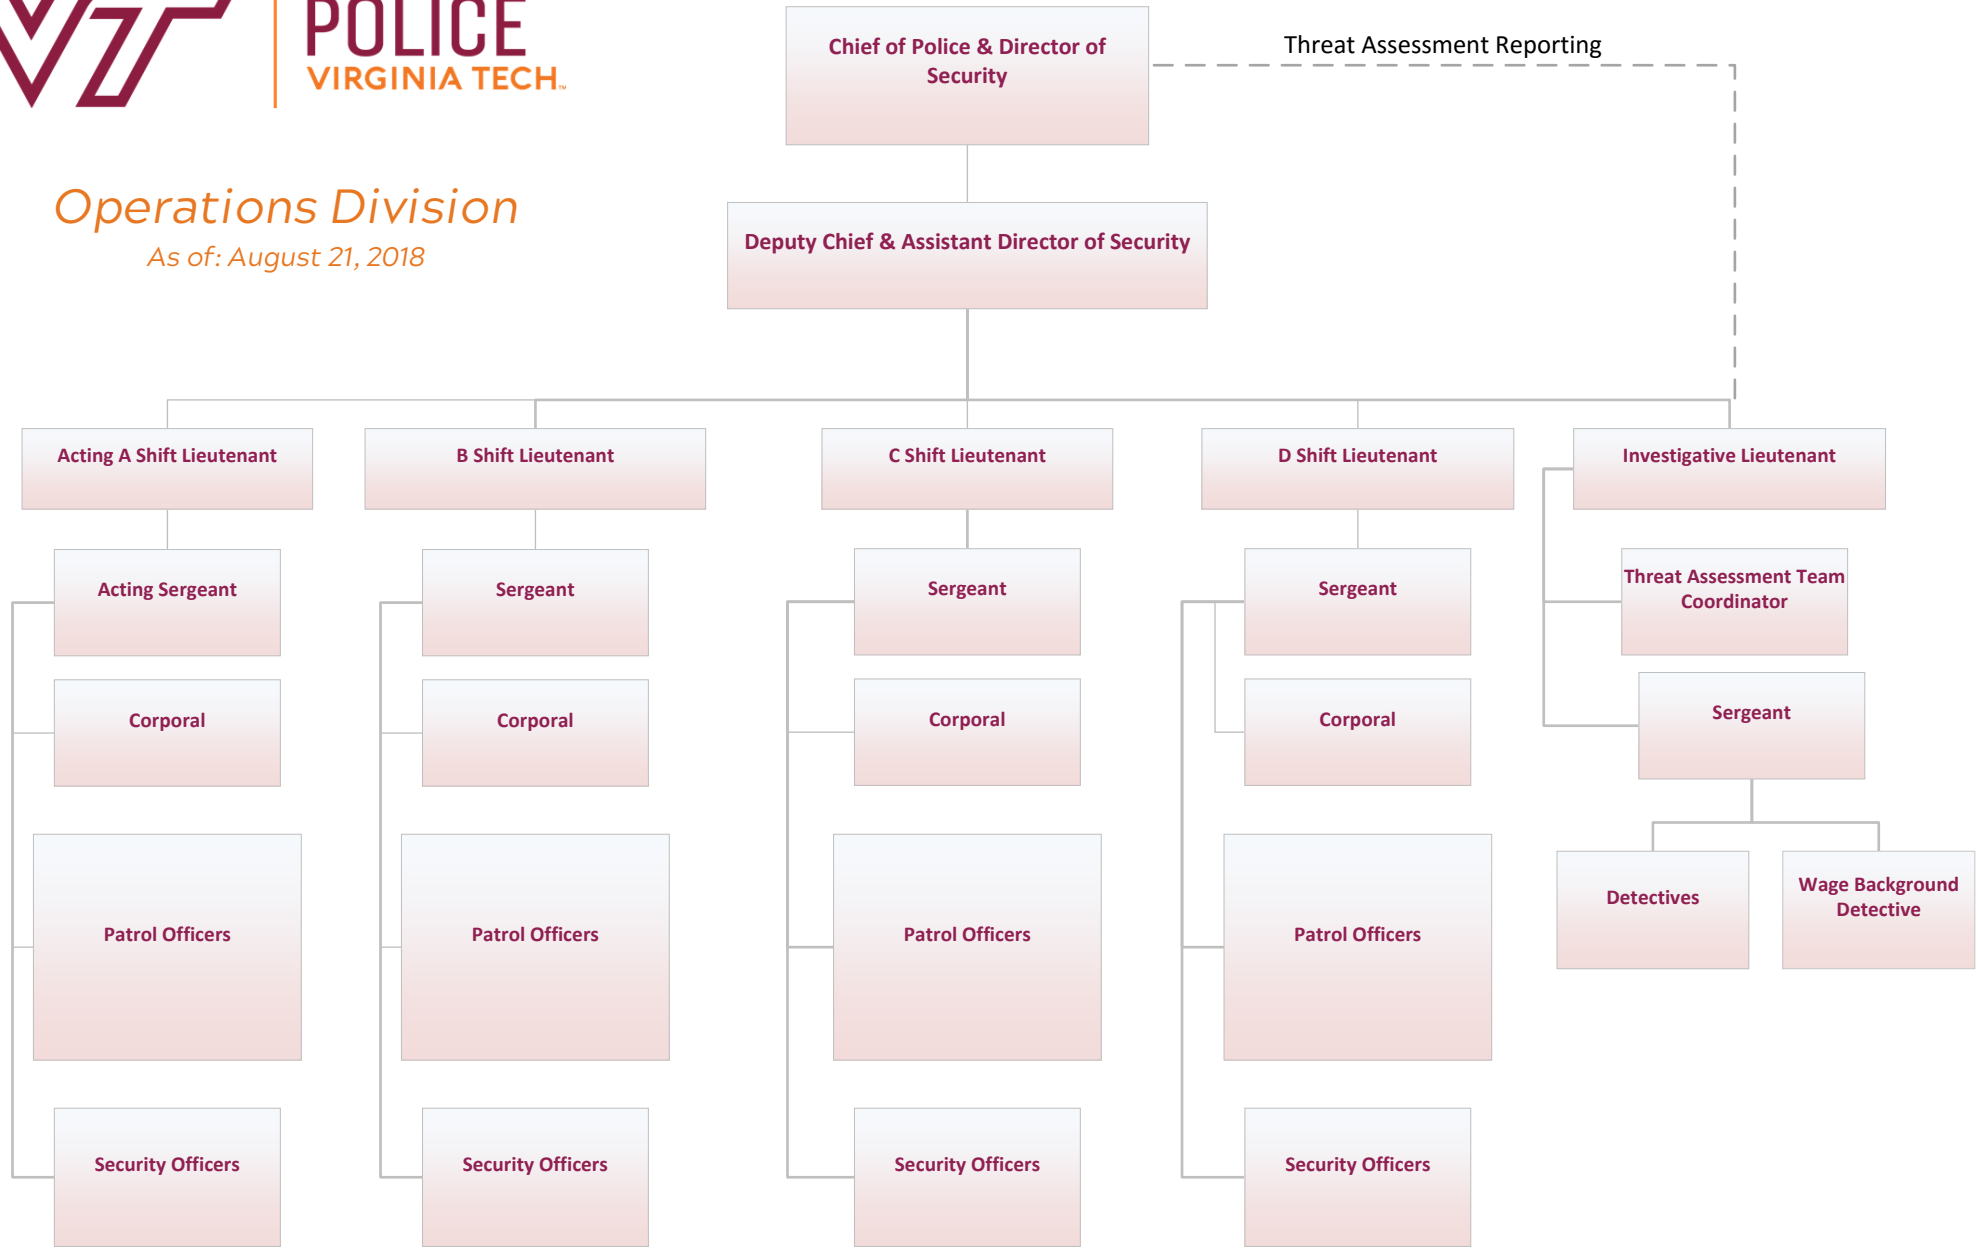 VT
POLICE
VIRGINIA TECH™
Operations Division
As of: August 21, 2018
Chief of Police & Director of
Security
Threat Assessment Reporting
Deputy Chief & Assistant Director of Security
Acting A Shift Lieutenant
B Shift Lieutenant
C Shift Lieutenant
D Shift Lieutenant
Investigative Lieutenant
Acting Sergeant
Sergeant
Sergeant
Sergeant
Threat Assessment Team
Coordinator
Corporal
Corporal
Corporal
Corporal
Sergeant
Patrol Officers
Patrol Officers
Patrol Officers
Patrol Officers
Detectives
Wage Background
Detective
Security Officers
Security Officers
Security Officers
Security Officers